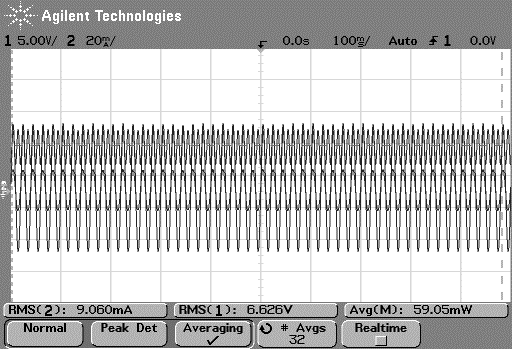 Agilent Technologies
1 5.00V/ 2 20mA/ 0.0s 100ms/ Auto 1 0.0V
RMS(2): 9.060mA RMS(1): 6.626V Avg(M): 59.05mW
Normal Peak Det Averaging # Avgs Realtime
32